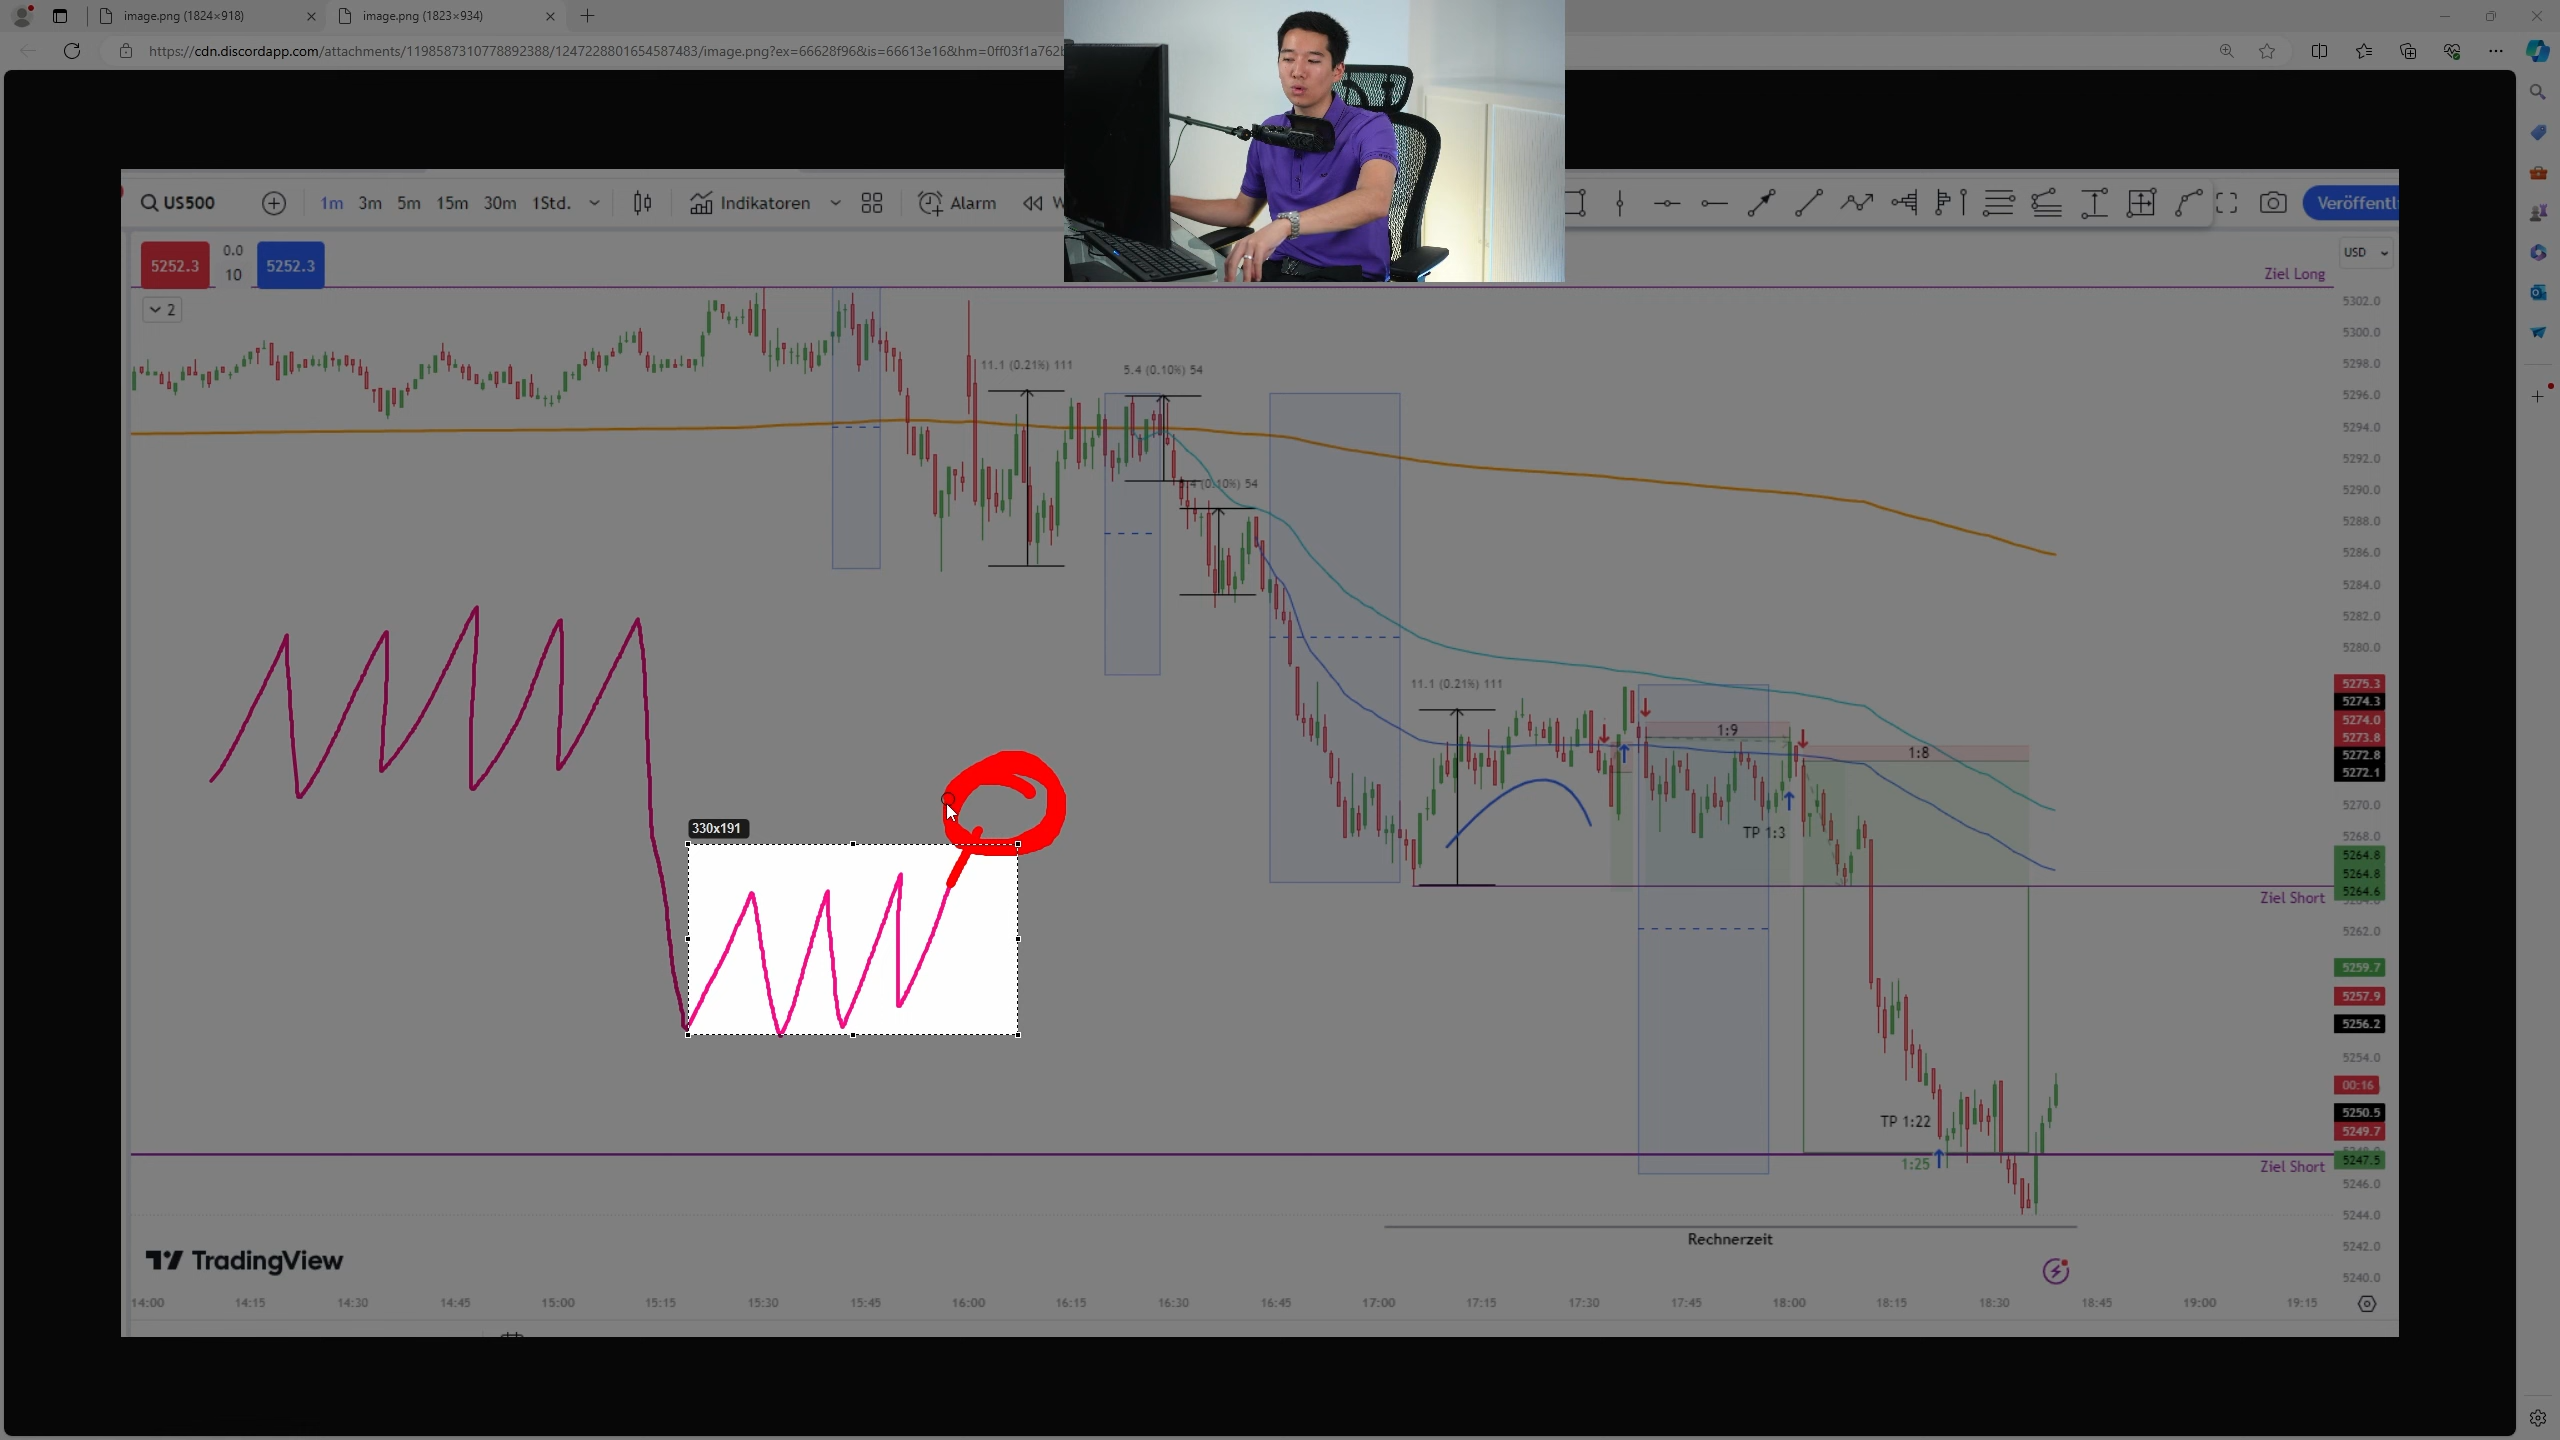 image.png (1824×918)
image.png (1823×934)
https://cdn.discordapp.com/attachments/1198587310778892388/1247228801654587483/image.png?ex=66628f96&is=66613e16&hm=0ff03f1a762
US500
1m 3m 5m 15m 30m 1Std.
Indikatoren
Alarm
Veröffentl
5252.3
0.0
10
5252.3
USD
Ziel Long
2
5302.0
5300.0
5298.0
5296.0
5294.0
5292.0
5290.0
5288.0
5286.0
5284.0
5282.0
5280.0
11.1 (0.21%) 111
5.4 (0.10%) 54
(0.10%) 54
11.1 (0.21%) 111
5275.3
5274.3
5274.0
5273.8
5272.8
5272.1
5270.0
5268.0
5264.8
5264.8
5264.6
1:9
1:8
TP 1:3
330x191
Ziel Short
5262.0
5259.7
5257.9
5256.2
5254.0
00:16
5250.5
5249.7
5247.5
5246.0
5244.0
5242.0
5240.0
TP 1:22
1:25
Ziel Short
Rechnerzeit
TradingView
14:00 14:15 14:30 14:45 15:00 15:15 15:30 15:45 16:00 16:15 16:30 16:45 17:00 17:15 17:30 17:45 18:00 18:15 18:30 18:45 19:00 19:15